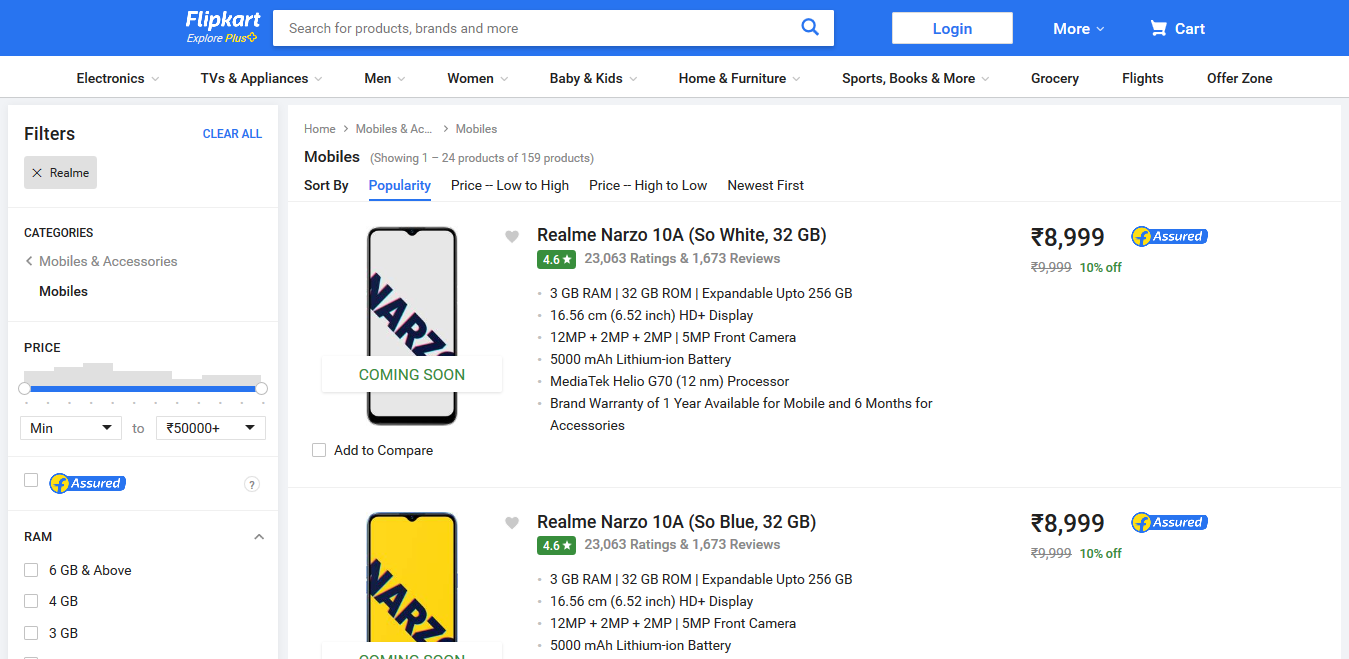 Flipkart
Explore Plus
Search for products, brands and more
Login
More
Cart
Electronics
TVs & Appliances
Men
Women
Baby & Kids
Home & Furniture
Sports, Books & More
Grocery
Flights
Offer Zone
Filters
CLEAR ALL
Realme
CATEGORIES
Mobiles & Accessories
Mobiles
PRICE
Min
to
₹50000+
Assured
?
RAM
6 GB & Above
4 GB
3 GB
Home
Mobiles & Ac...
Mobiles
Mobiles (Showing 1 – 24 products of 159 products)
Sort By
Popularity
Price -- Low to High
Price -- High to Low
Newest First
NARZO
COMING SOON
Add to Compare
Realme Narzo 10A (So White, 32 GB)
4.6 ★ 23,063 Ratings & 1,673 Reviews
3 GB RAM | 32 GB ROM | Expandable Upto 256 GB
16.56 cm (6.52 inch) HD+ Display
12MP + 2MP + 2MP | 5MP Front Camera
5000 mAh Lithium-ion Battery
MediaTek Helio G70 (12 nm) Processor
Brand Warranty of 1 Year Available for Mobile and 6 Months for
Accessories
₹8,999
Assured
₹9,999 10% off
NARZO
COMING SOON
Realme Narzo 10A (So Blue, 32 GB)
4.6 ★ 23,063 Ratings & 1,673 Reviews
3 GB RAM | 32 GB ROM | Expandable Upto 256 GB
16.56 cm (6.52 inch) HD+ Display
12MP + 2MP + 2MP | 5MP Front Camera
5000 mAh Lithium-ion Battery
₹8,999
Assured
₹9,999 10% off